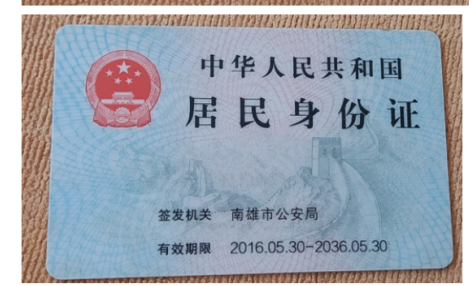 中华人民共和国
居民身份证
签发机关 南雄市公安局
有效期限 2016.05.30-2036.05.30